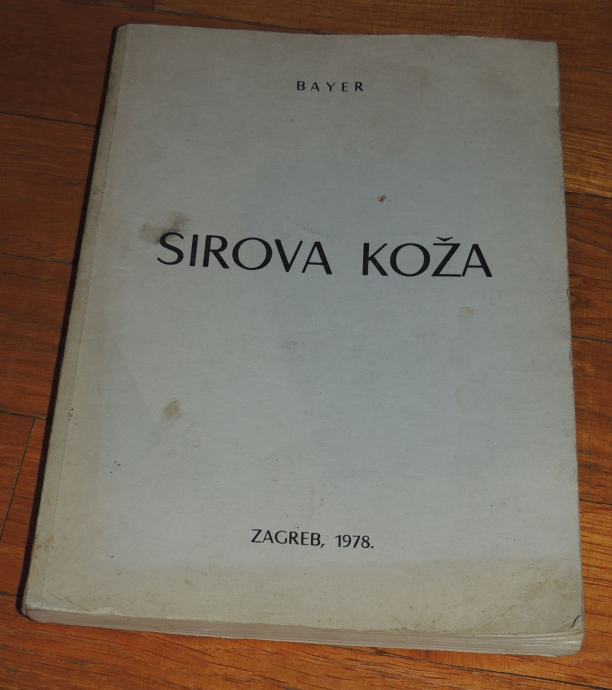 BAYER
SIROVA KOŽA
ZAGREB, 1978.